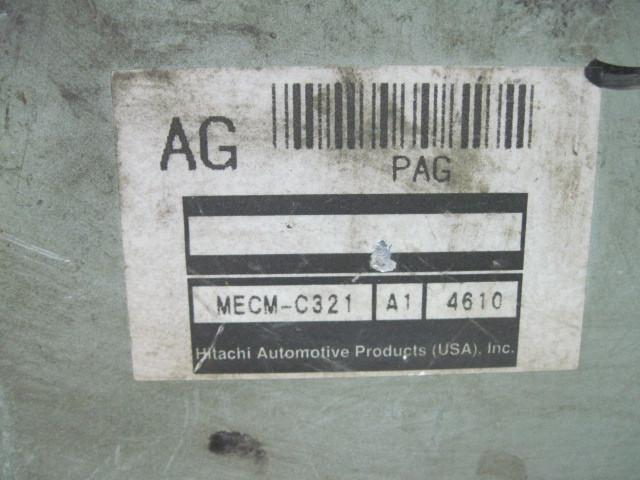 AG
PAG
MECM-C321 A1 4610
Hitachi Automotive Products (USA), Inc.